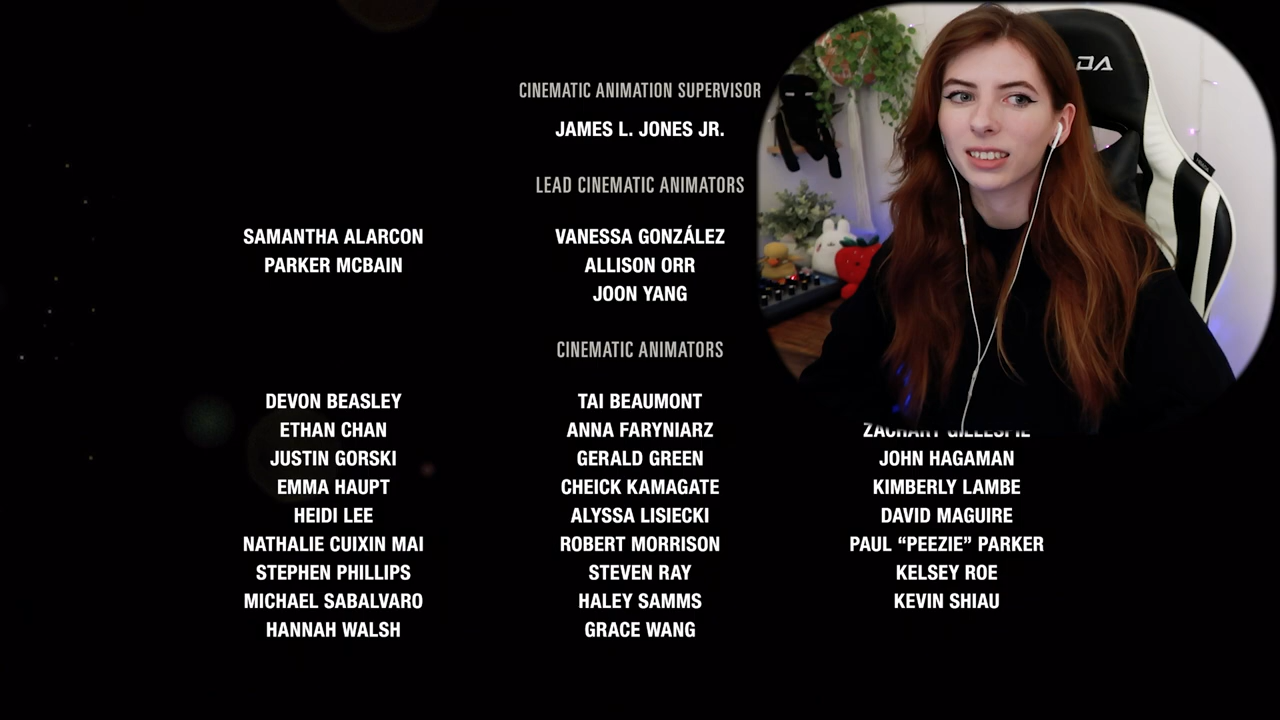 CINEMATIC ANIMATION SUPERVISOR
JAMES L. JONES JR.
LEAD CINEMATIC ANIMATORS
SAMANTHA ALARCON
PARKER MCBAIN
VANESSA GONZÁLEZ
ALLISON ORR
JOON YANG
CINEMATIC ANIMATORS
DEVON BEASLEY
ETHAN CHAN
JUSTIN GORSKI
EMMA HAUPT
HEIDI LEE
NATHALIE CUIXIN MAI
STEPHEN PHILLIPS
MICHAEL SABALVARO
HANNAH WALSH
TAI BEAUMONT
ANNA FARYNIARZ
GERALD GREEN
CHEICK KAMAGATE
ALYSSA LISIECKI
ROBERT MORRISON
STEVEN RAY
HALEY SAMMS
GRACE WANG
ZACHARY GILLESPIE
JOHN HAGAMAN
KIMBERLY LAMBE
DAVID MAGUIRE
PAUL “PEEZIE” PARKER
KELSEY ROE
KEVIN SHIAU